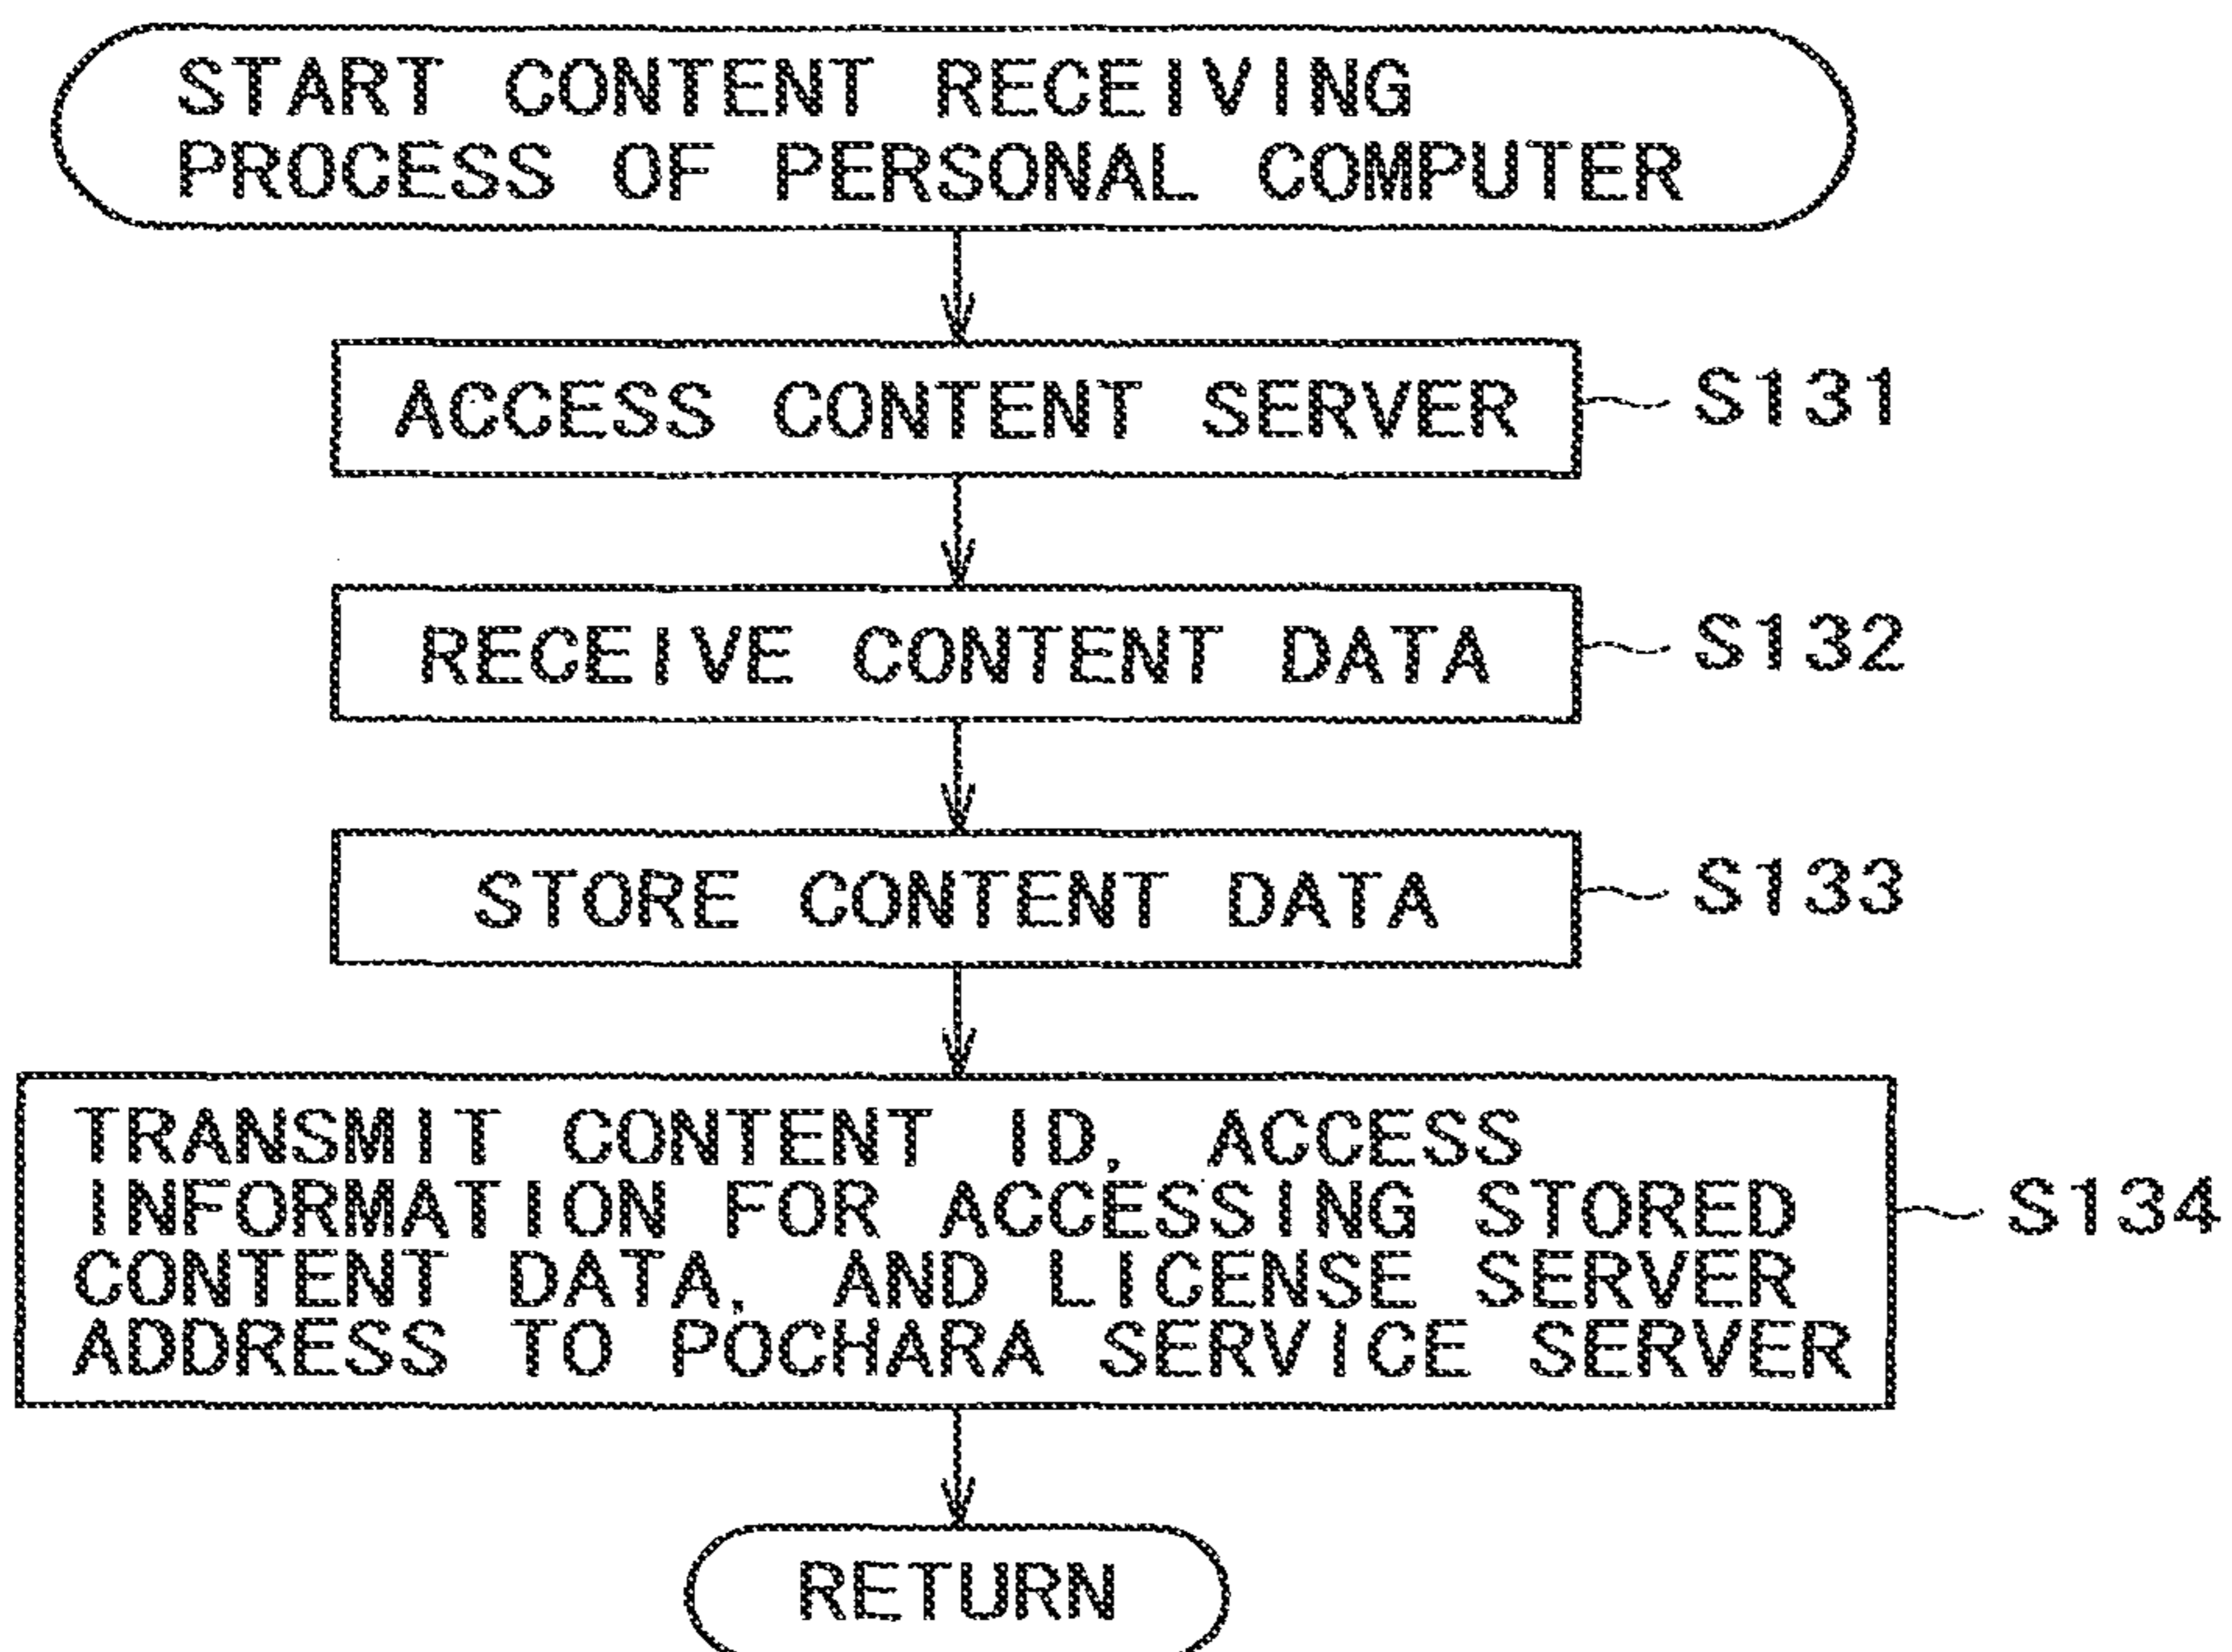 START CONTENT RECEIVING
PROCESS OF PERSONAL COMPUTER
ACCESS CONTENT SERVER
S131
RECEIVE CONTENT DATA
S132
STORE CONTENT DATA
S133
TRANSMIT CONTENT ID, ACCESS
INFORMATION FOR ACCESSING STORED
CONTENT DATA, AND LICENSE SERVER
ADDRESS TO POCHARA SERVICE SERVER
S134
RETURN